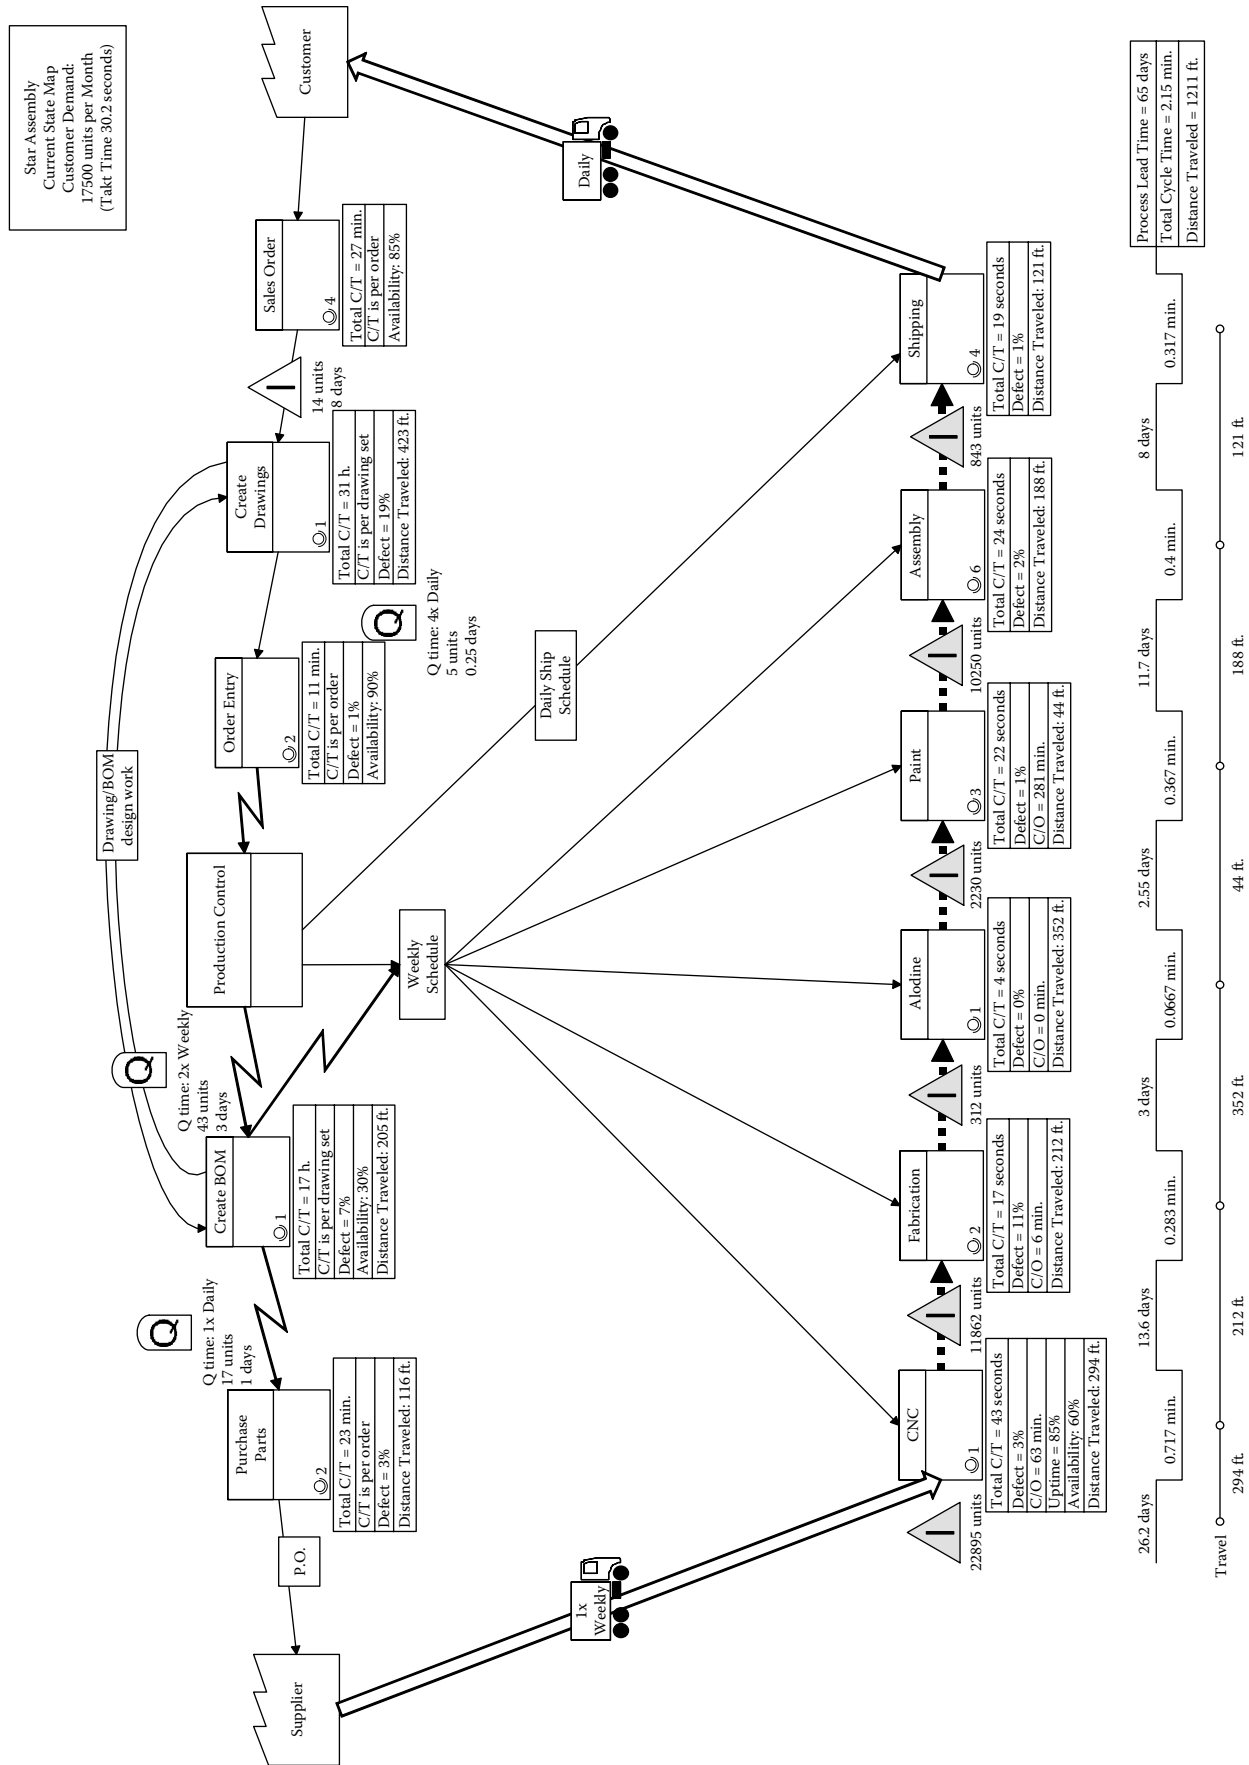 Star Assembly
Current State Map
Customer Demand:
17500 units per Month
(Takt Time 30.2 seconds)
Drawing/BOM
design work
Supplier
P.O.
Purchase
Parts
2
Total C/T = 23 min.
C/T is per order
Defect = 3%
Distance Traveled: 116 ft.
Q
Q time: 1x Daily
17 units
1 days
Create BOM
1
Total C/T = 17 h.
C/T is per drawing set
Defect = 7%
Availability: 30%
Distance Traveled: 205 ft.
Q
Q time: 2x Weekly
43 units
3 days
Production Control
Order Entry
2
Total C/T = 11 min.
C/T is per order
Defect = 1%
Availability: 90%
Q
Q time: 4x Daily
5 units
0.25 days
Create
Drawings
1
Total C/T = 31 h.
C/T is per drawing set
Defect = 19%
Distance Traveled: 423 ft.
I
14 units
8 days
Sales Order
4
Total C/T = 27 min.
C/T is per order
Availability: 85%
Customer
Weekly
Schedule
Daily Ship
Schedule
1x
Weekly
Daily
I
22895 units
CNC
1
Total C/T = 43 seconds
Defect = 3%
C/O = 63 min.
Uptime = 85%
Availability: 60%
Distance Traveled: 294 ft.
I
11862 units
Fabrication
2
Total C/T = 17 seconds
Defect = 11%
C/O = 6 min.
Distance Traveled: 212 ft.
I
312 units
Alodine
1
Total C/T = 4 seconds
Defect = 0%
C/O = 0 min.
Distance Traveled: 352 ft.
I
2230 units
Paint
3
Total C/T = 22 seconds
Defect = 1%
C/O = 281 min.
Distance Traveled: 44 ft.
I
10250 units
Assembly
6
Total C/T = 24 seconds
Defect = 2%
Distance Traveled: 188 ft.
I
843 units
Shipping
4
Total C/T = 19 seconds
Defect = 1%
Distance Traveled: 121 ft.
26.2 days
0.717 min.
13.6 days
0.283 min.
3 days
0.0667 min.
2.55 days
0.367 min.
11.7 days
0.4 min.
8 days
0.317 min.
Process Lead Time = 65 days
Total Cycle Time = 2.15 min.
Distance Traveled = 1211 ft.
Travel
294 ft.
212 ft.
352 ft.
44 ft.
188 ft.
121 ft.